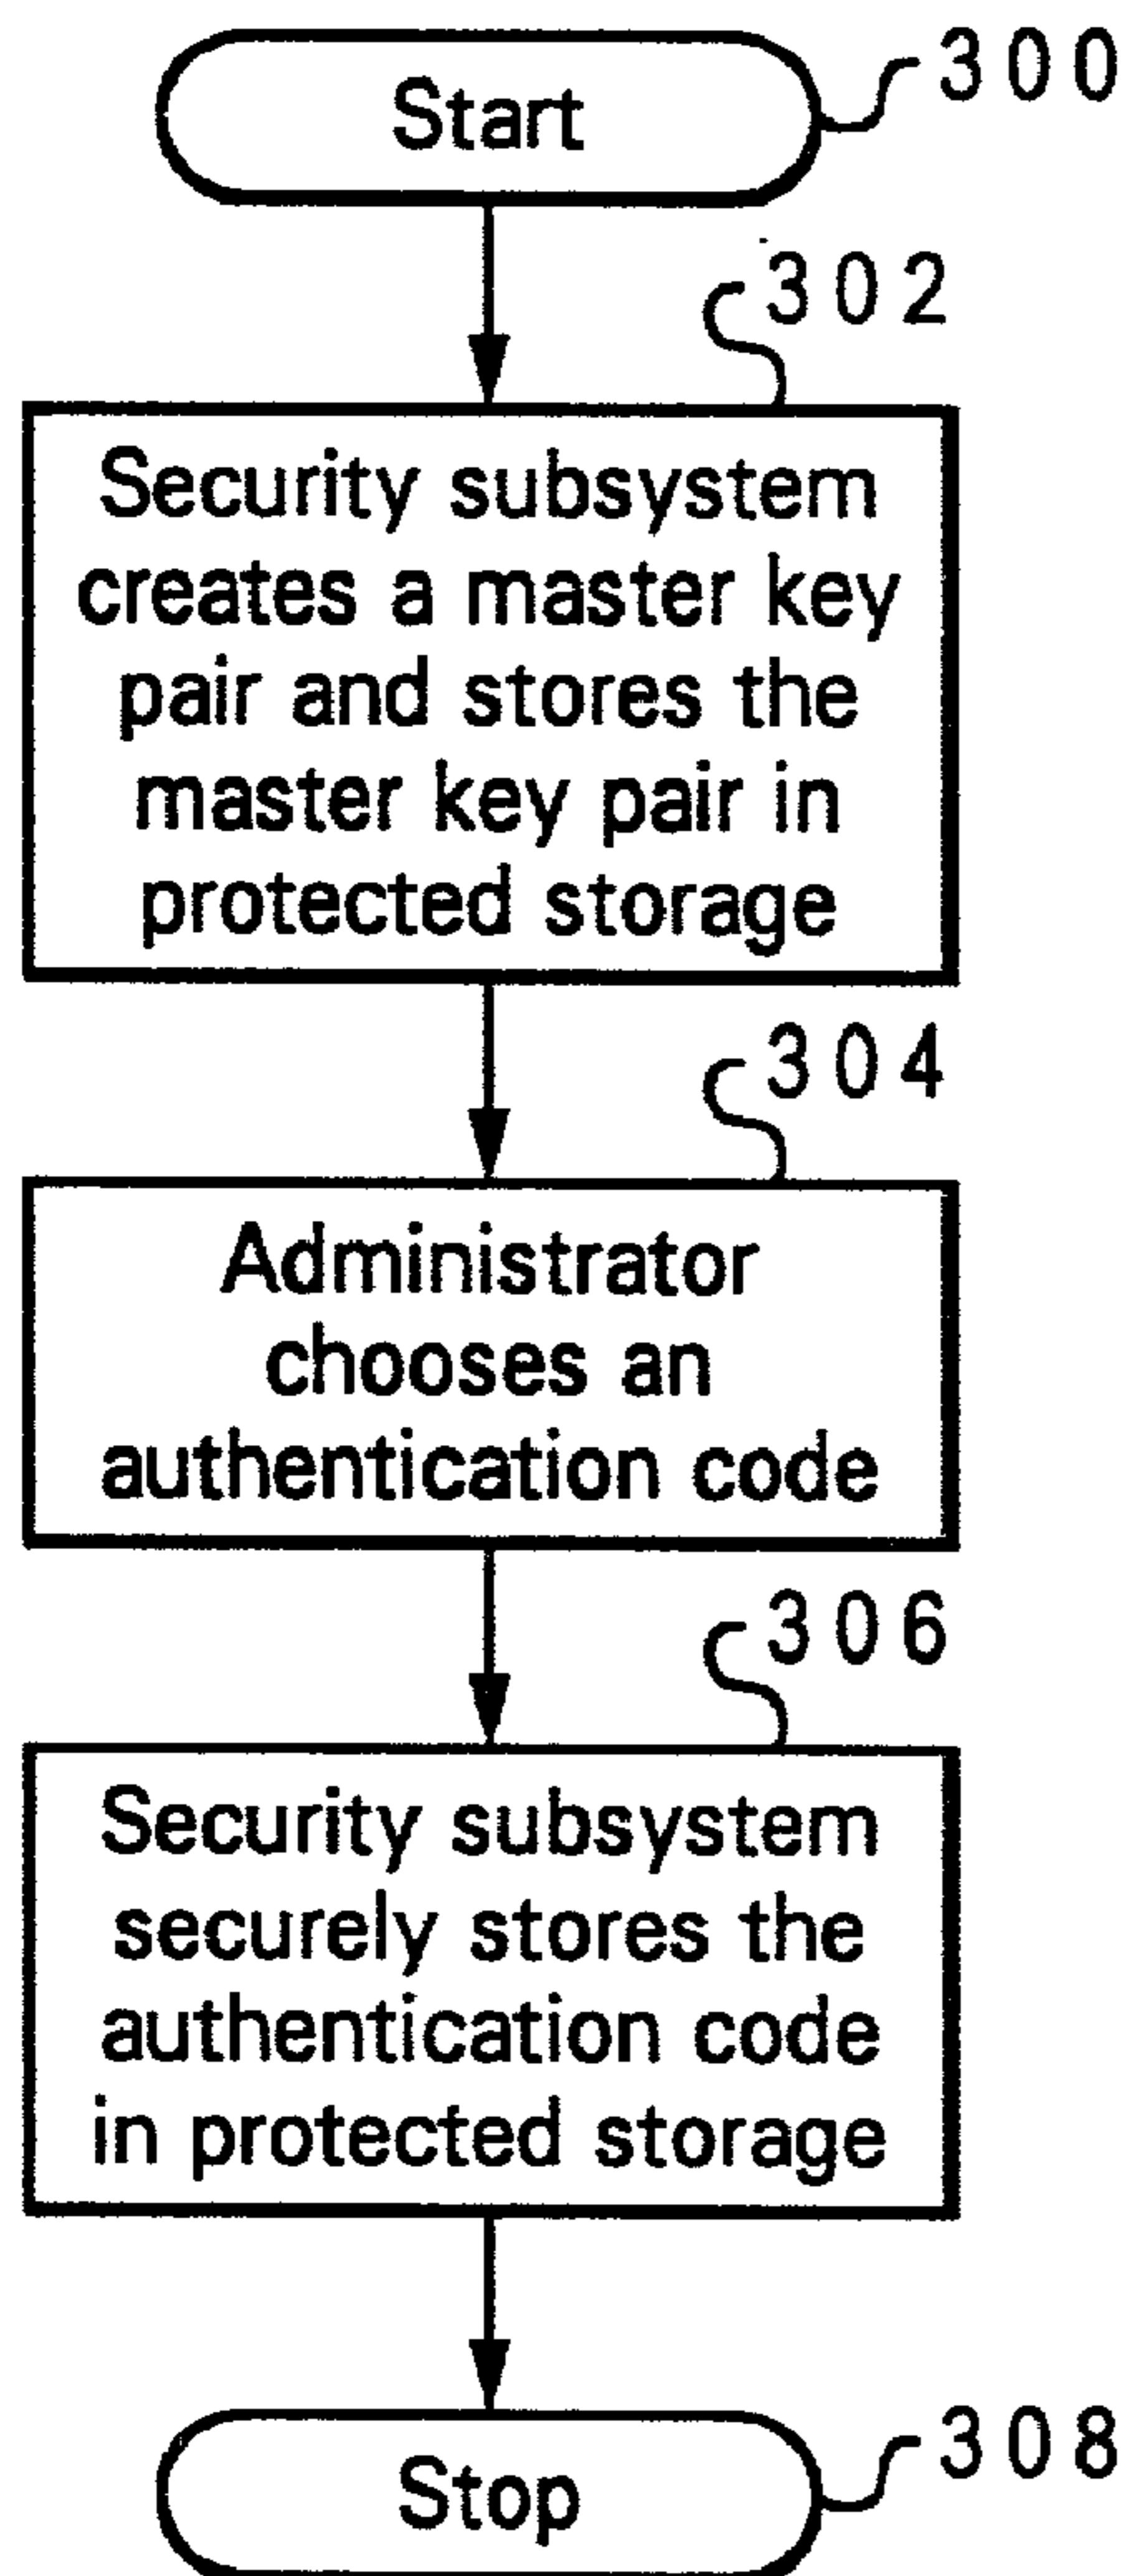 Start
300
302
Security subsystem
creates a master key
pair and stores the
master key pair in
protected storage
304
Administrator
chooses an
authentication code
306
Security subsystem
securely stores the
authentication code
in protected storage
Stop
308